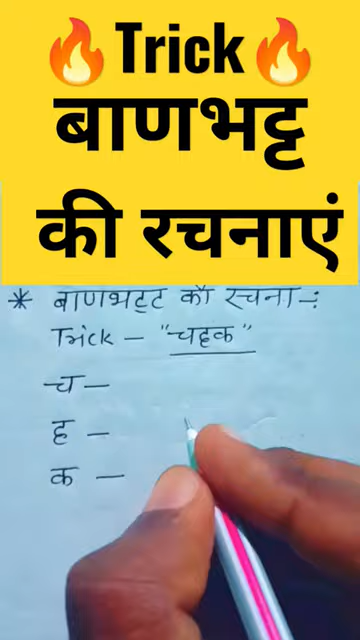 🔥Trick🔥
बाणभट्ट
की रचनाएं
* बाणभट्ट की रचना -:
Trick - "चहक"
च -
ह -
क -